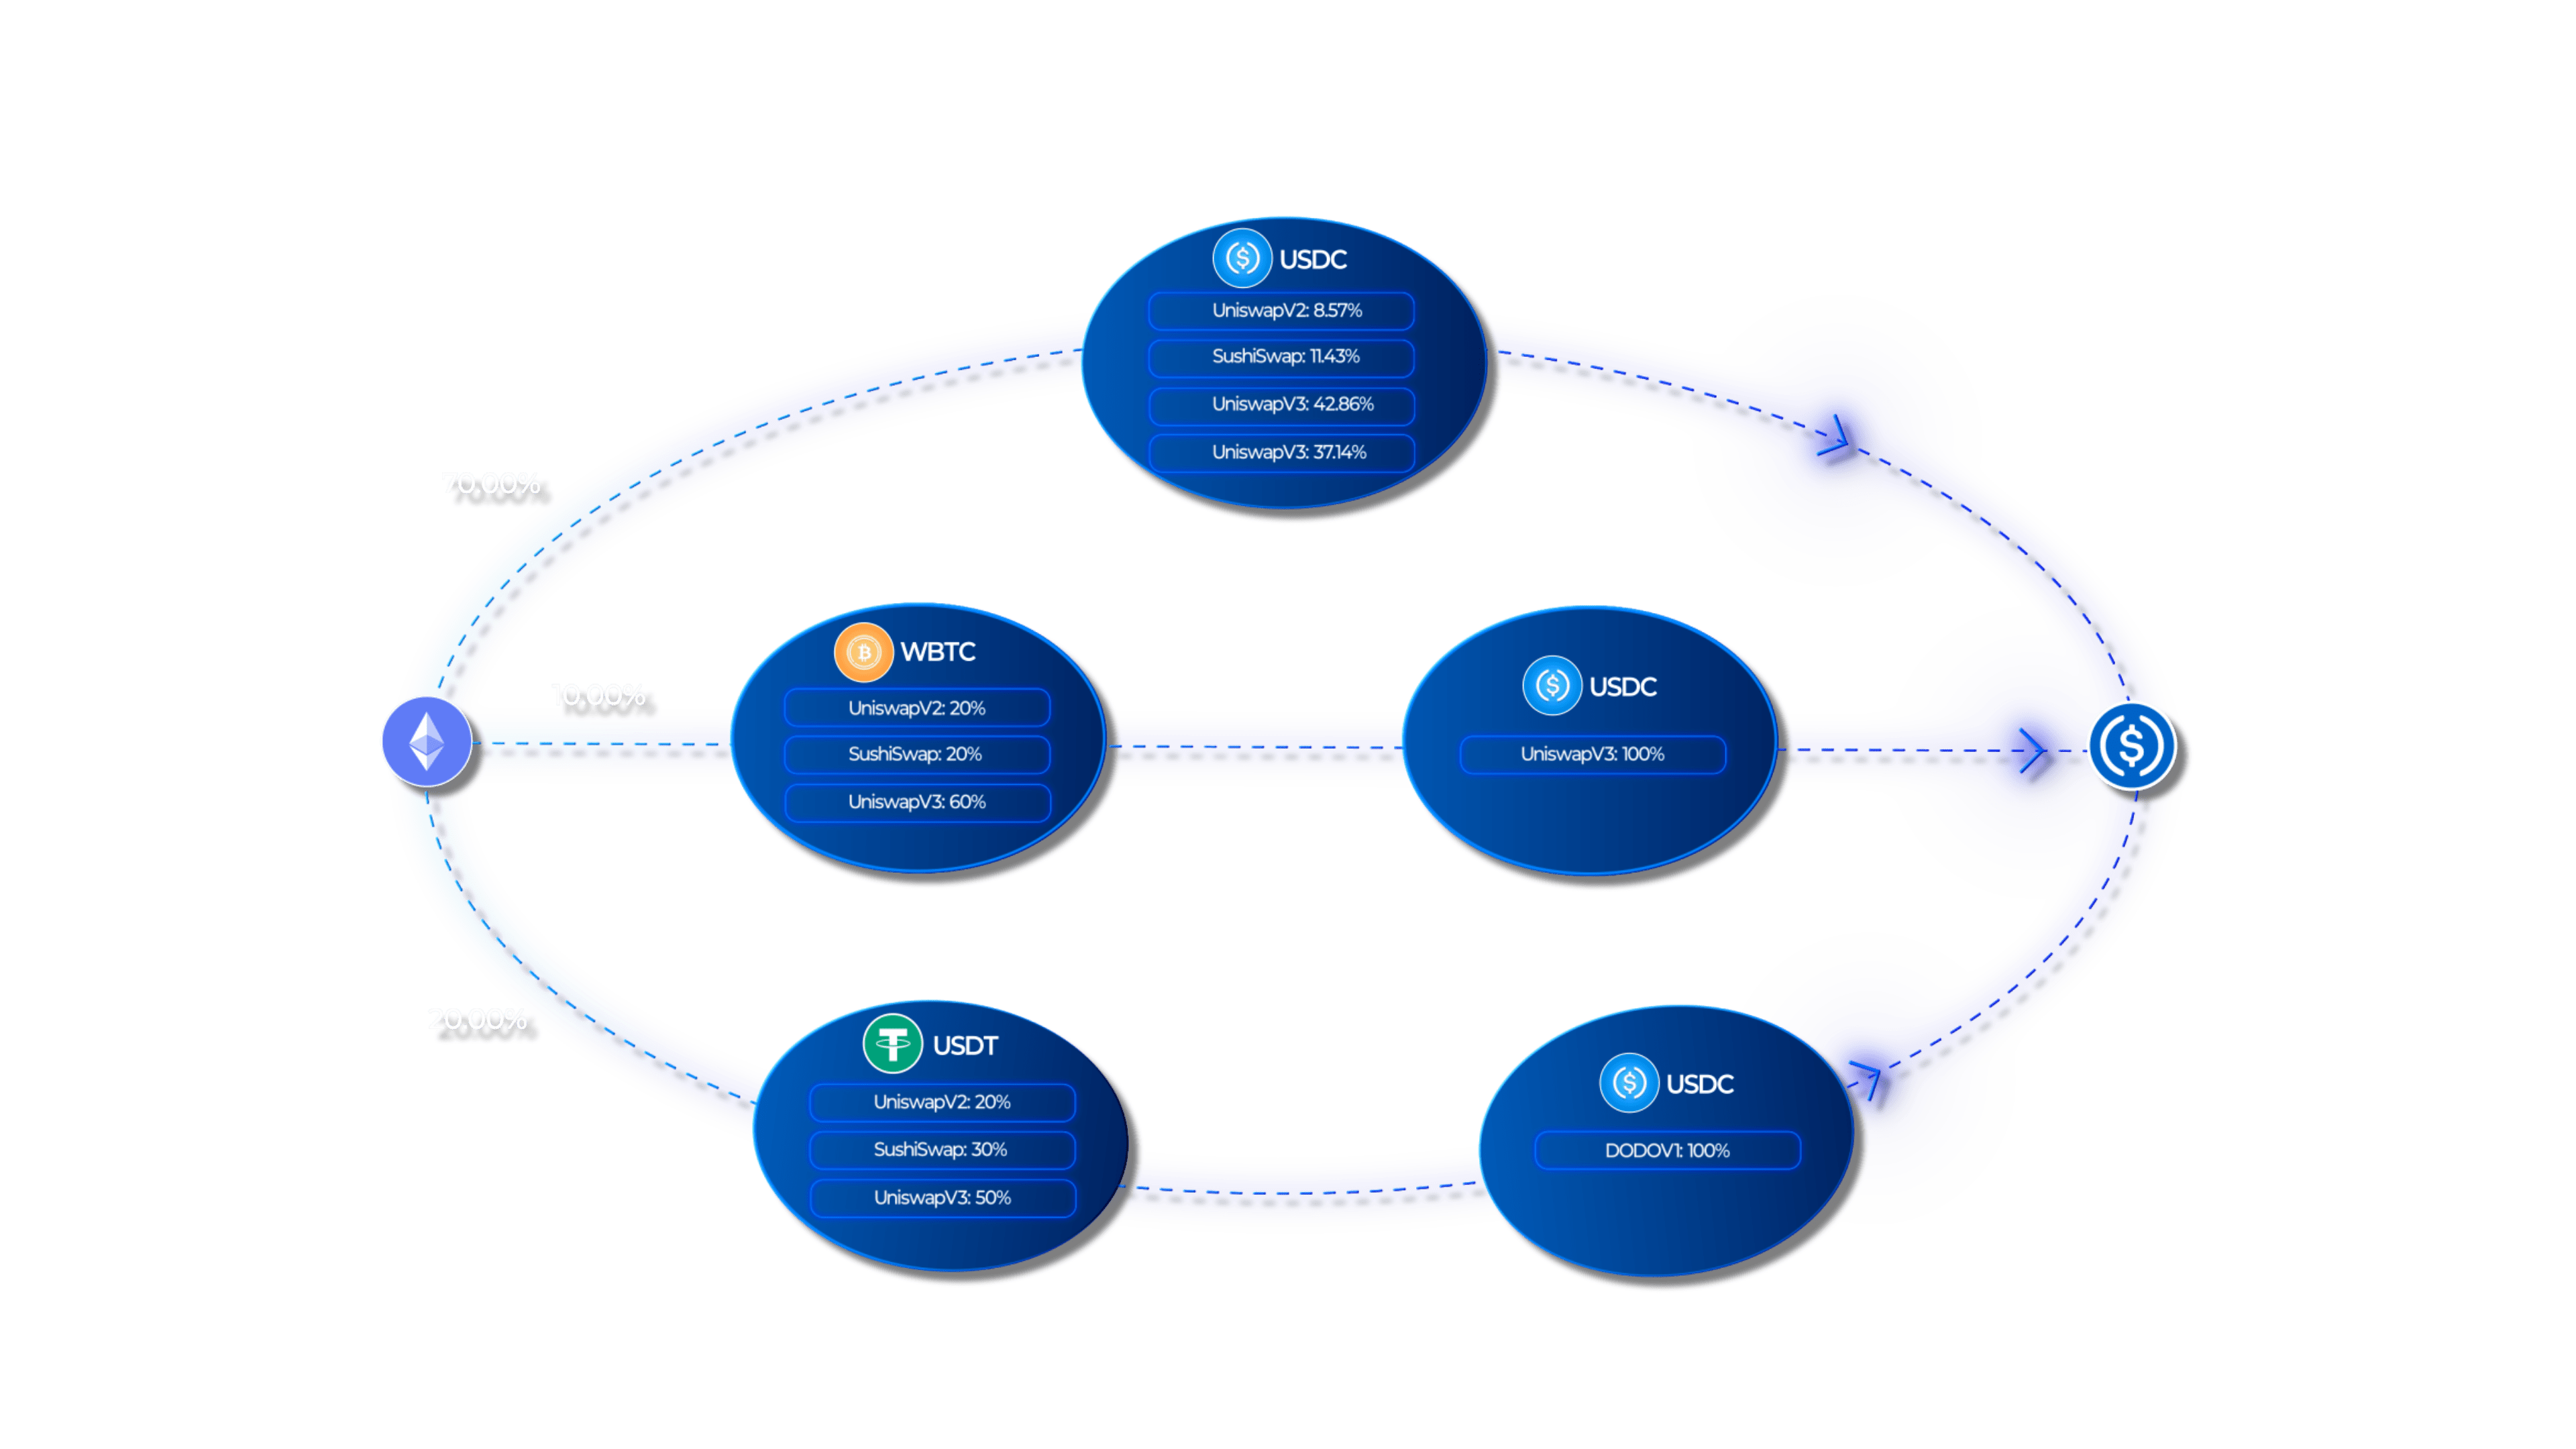 USDC
UniswapV2: 8.57%
SushiSwap: 11.43%
UniswapV3: 42.86%
UniswapV3: 37.14%
70.00%
10.00%
WBTC
UniswapV2: 20%
SushiSwap: 20%
UniswapV3: 60%
USDC
UniswapV3: 100%
20.00%
USDT
UniswapV2: 20%
SushiSwap: 30%
UniswapV3: 50%
USDC
DODOV1: 100%